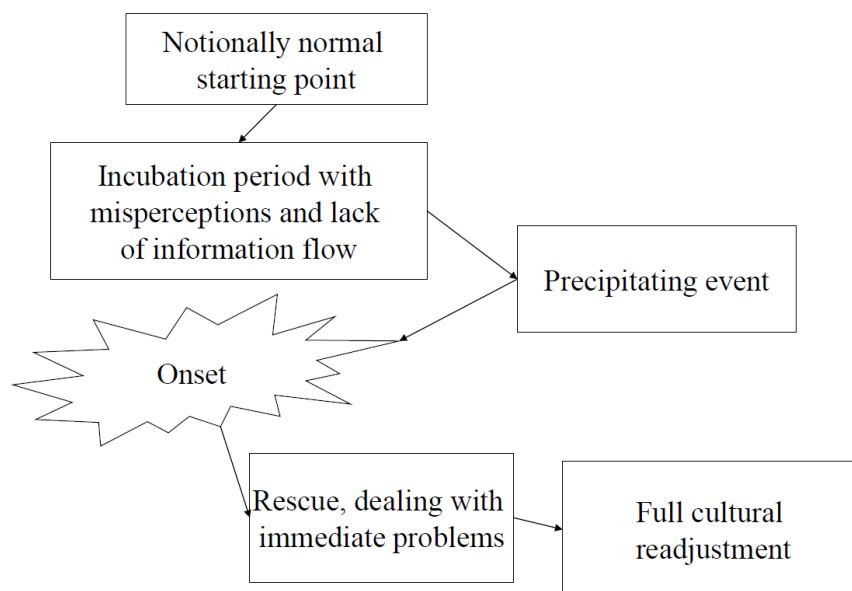 Notionally normal
starting point
Incubation period with
misperceptions and lack
of information flow
Precipitating event
Onset
Rescue, dealing with
immediate problems
Full cultural
readjustment